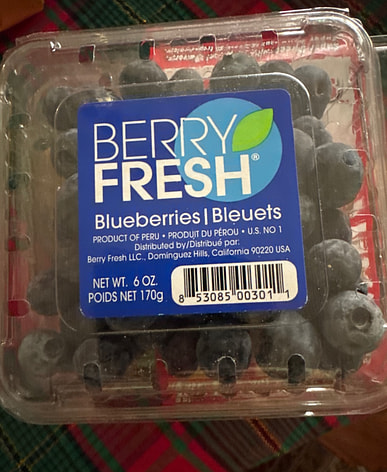 BERRY
FRESH®
Blueberries | Bleuets
PRODUCT OF PERU • PRODUIT DU PÉROU • U.S. NO 1
Distributed by/Distribué par:
Berry Fresh LLC., Dominguez Hills, California 90220 USA
NET WT. 6 OZ.
POIDS NET 170g
8 53085 00301 1